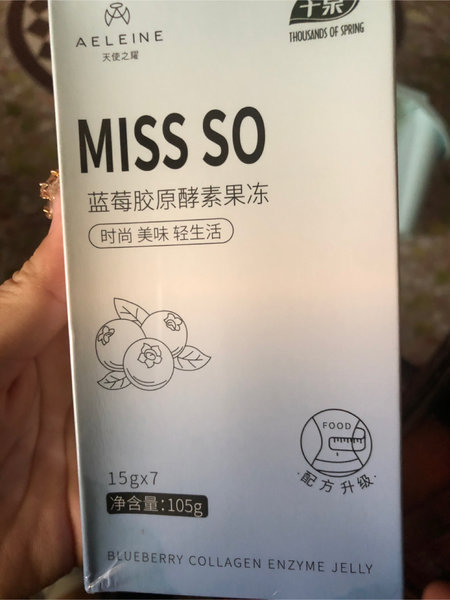 AELEINE
天使之耀
千泉
THOUSANDS OF SPRING
MISS SO
蓝莓胶原酵素果冻
时尚 美味 轻生活
FOOD
·配方升级·
15gx7
净含量:105g
BLUEBERRY COLLAGEN ENZYME JELLY